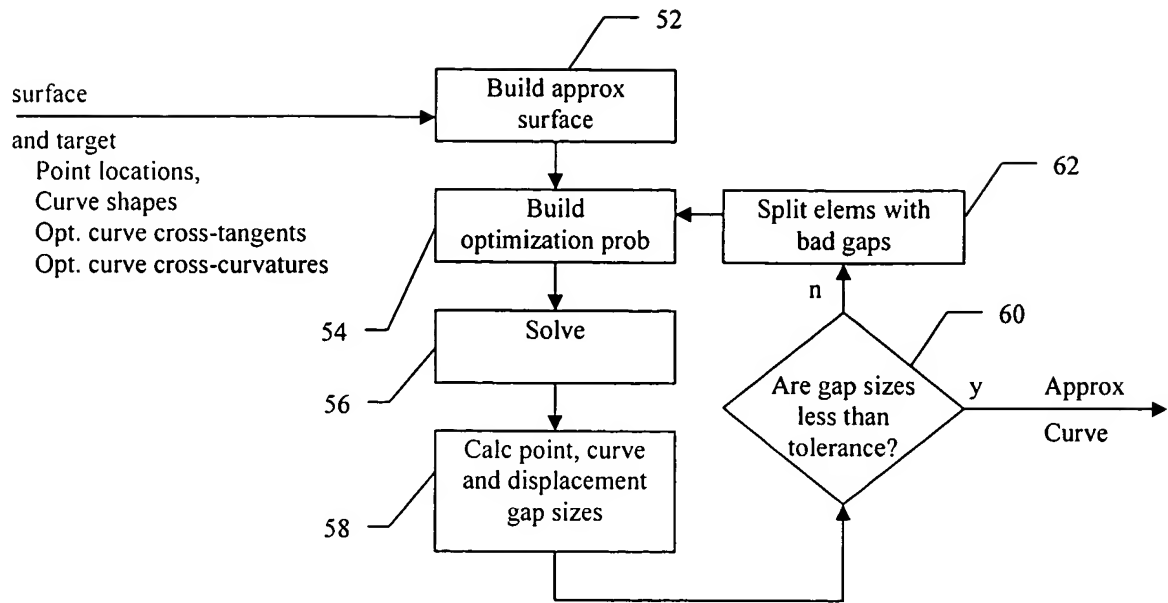 52
Build approx
surface
surface
and target
Point locations,
Curve shapes
Opt. curve cross-tangents
Opt. curve cross-curvatures
62
Build
optimization prob
Split elems with
bad gaps
n
54
Solve
60
56
Are gap sizes
less than
tolerance?
y
Approx
Curve
Calc point, curve
and displacement
gap sizes
58